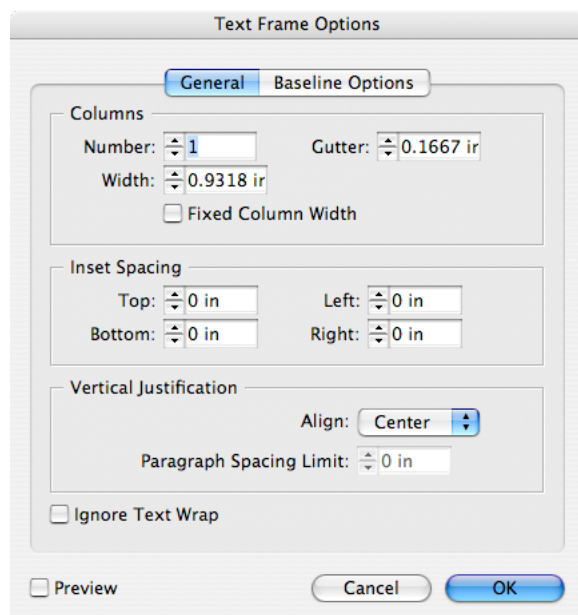 Text Frame Options
General Baseline Options
Columns
Number: 1 Gutter: 0.1667 ir
Width: 0.9318 ir
Fixed Column Width
Inset Spacing
Top: 0 in Left: 0 in
Bottom: 0 in Right: 0 in
Vertical Justification
Align: Center
Paragraph Spacing Limit: 0 in
Ignore Text Wrap
Preview Cancel OK